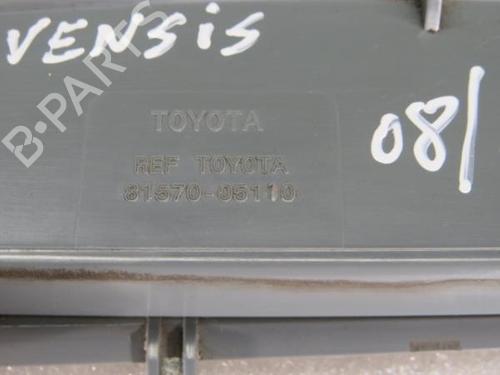 VENSiS
08/
TOYOTA
REF TOYOTA
81570-05110
B-PARTS